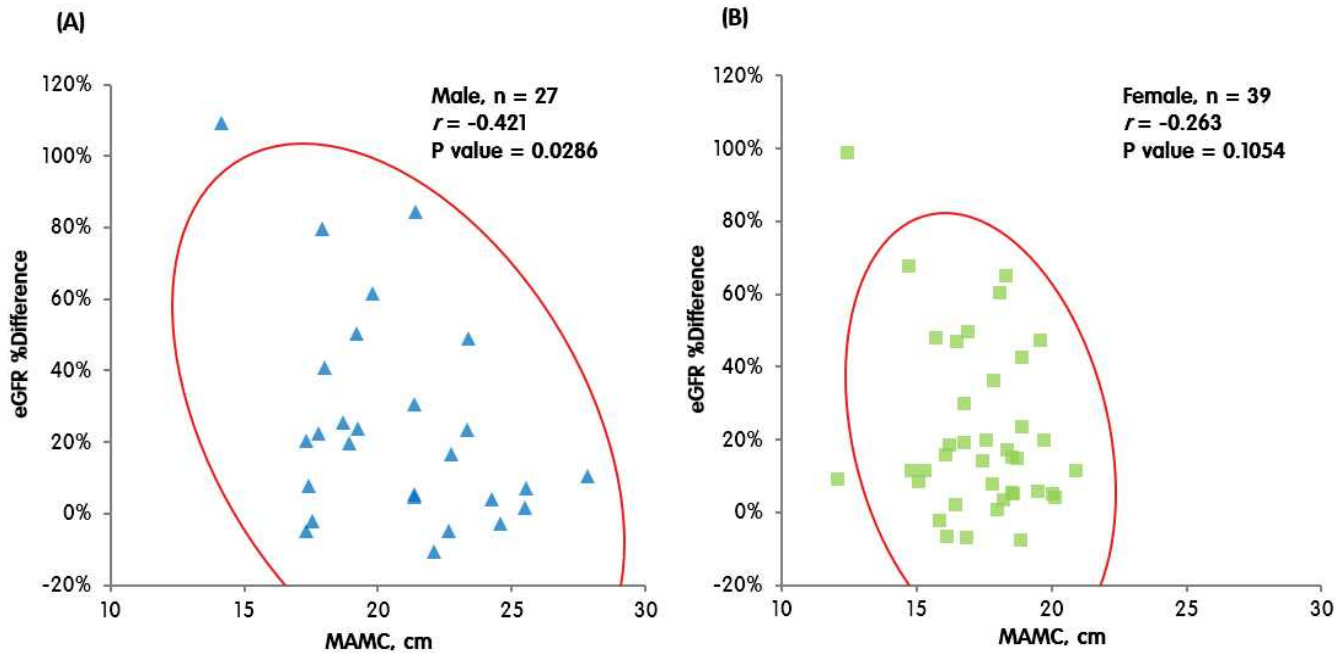 (A)
120%
100%
80%
60%
40%
20%
0%
-20%
eGFR %Difference
Male, n = 27
r = -0.421
P value = 0.0286
10 15 20 25 30
MAMC, cm
(B)
120%
100%
80%
60%
40%
20%
0%
-20%
eGFR %Difference
Female, n = 39
r = -0.263
P value = 0.1054
10 15 20 25 30
MAMC, cm